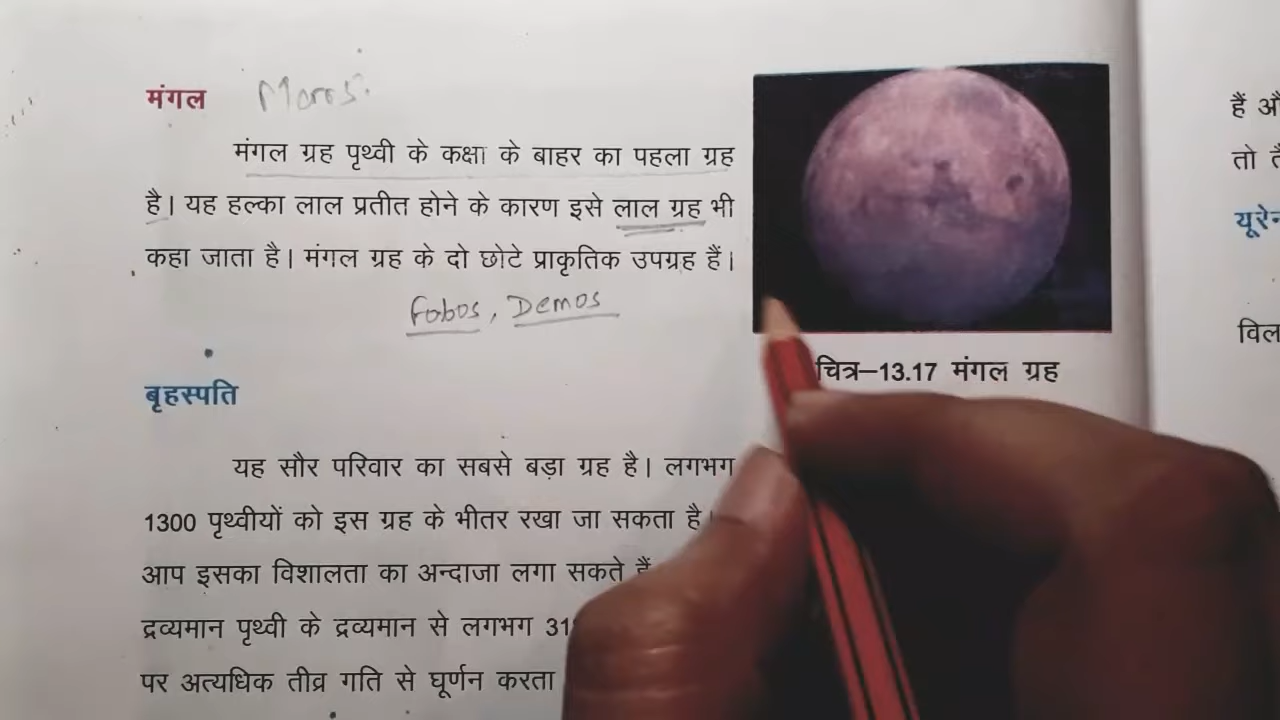 मंगल Mars.
मंगल ग्रह पृथ्वी के कक्षा के बाहर का पहला ग्रह
है। यह हल्का लाल प्रतीत होने के कारण इसे लाल ग्रह भी
कहा जाता है। मंगल ग्रह के दो छोटे प्राकृतिक उपग्रह हैं।
Fobos, Demos
चित्र–13.17 मंगल ग्रह
बृहस्पति
यह सौर परिवार का सबसे बड़ा ग्रह है। लगभग
1300 पृथ्वीयों को इस ग्रह के भीतर रखा जा सकता है।
आप इसका विशालता का अन्दाजा लगा सकते
द्रव्यमान पृथ्वी के द्रव्यमान से लगभग
पर अत्यधिक तीव्र गति से घूर्णन करता
हैं
तो